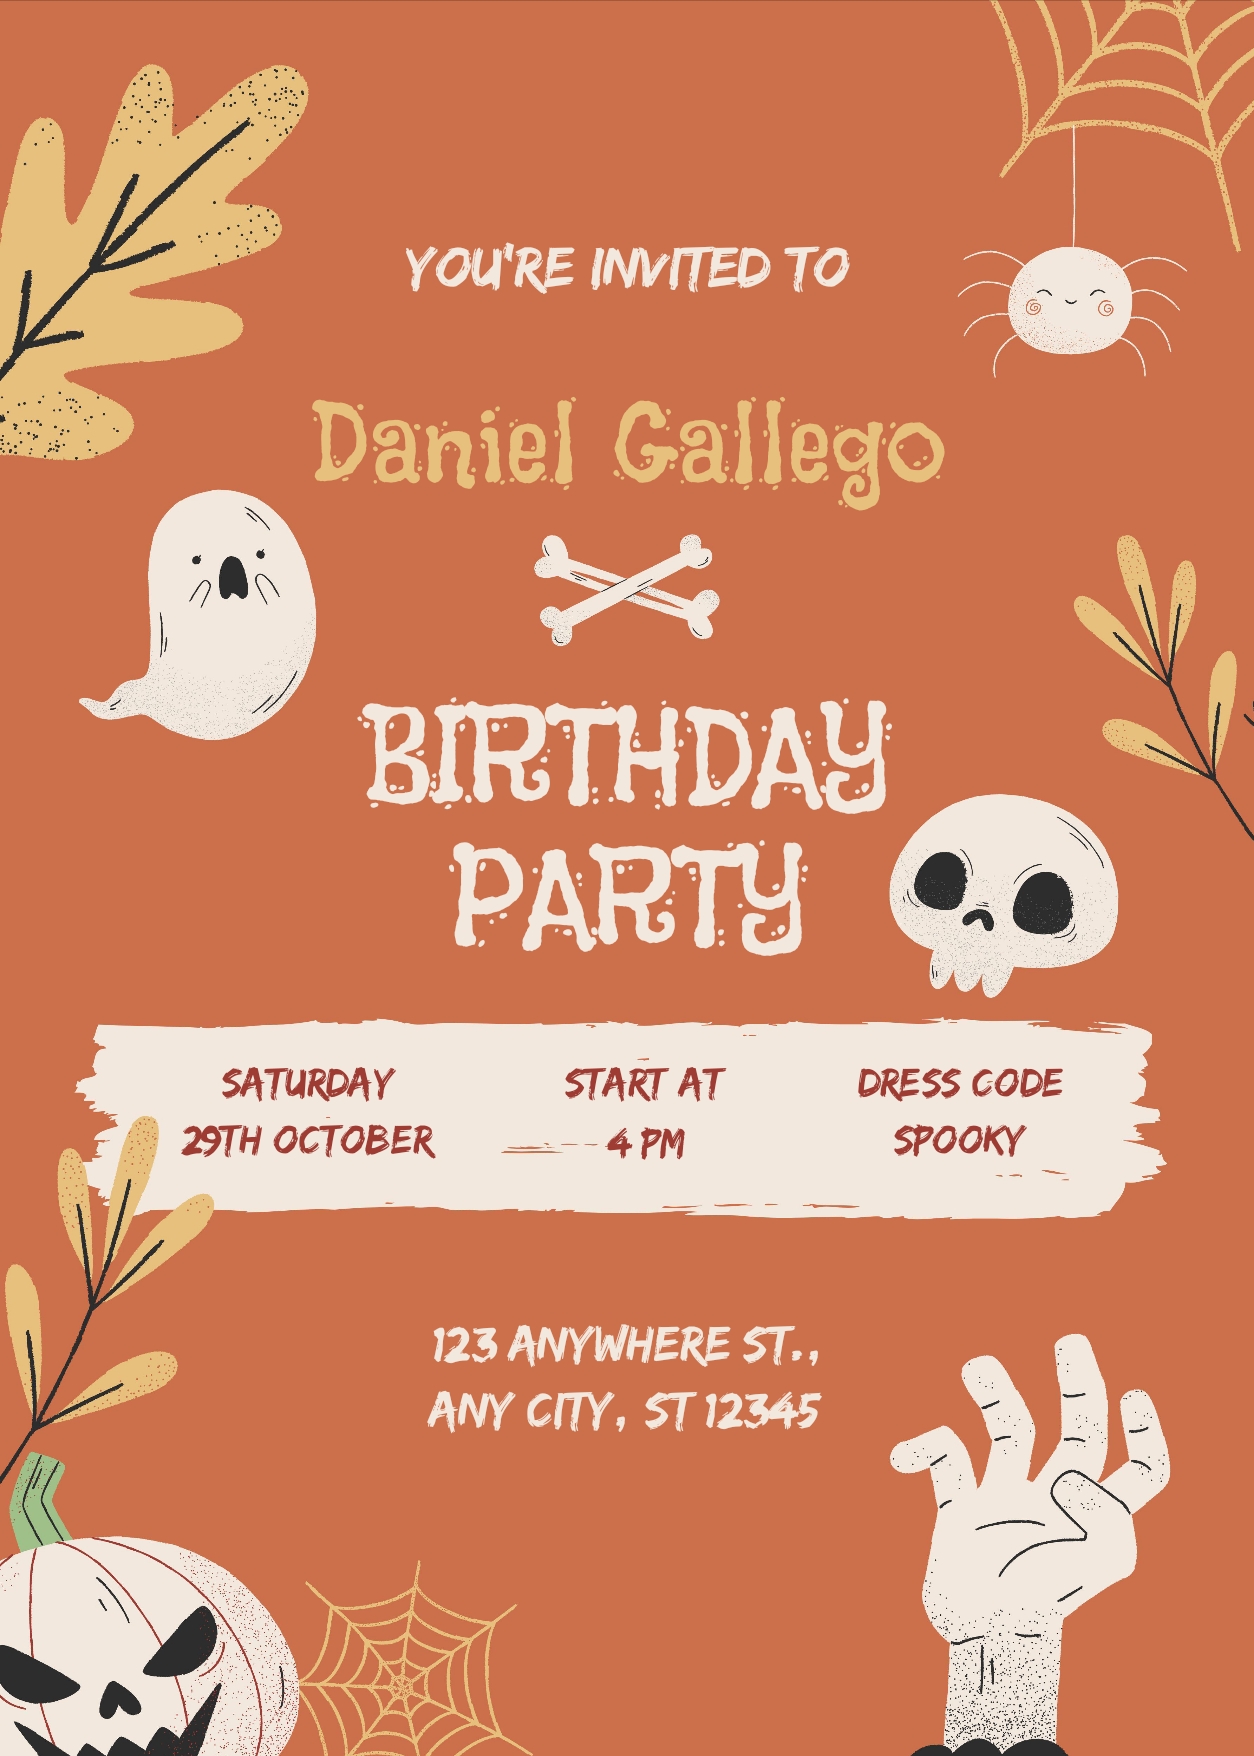 YOU'RE INVITED TO
Daniel Gallego
BIRTHDAY
PARTY
SATURDAY
29TH OCTOBER
START AT
4 PM
DRESS CODE
SPOOKY
123 ANYWHERE ST.,
ANY CITY, ST 12345